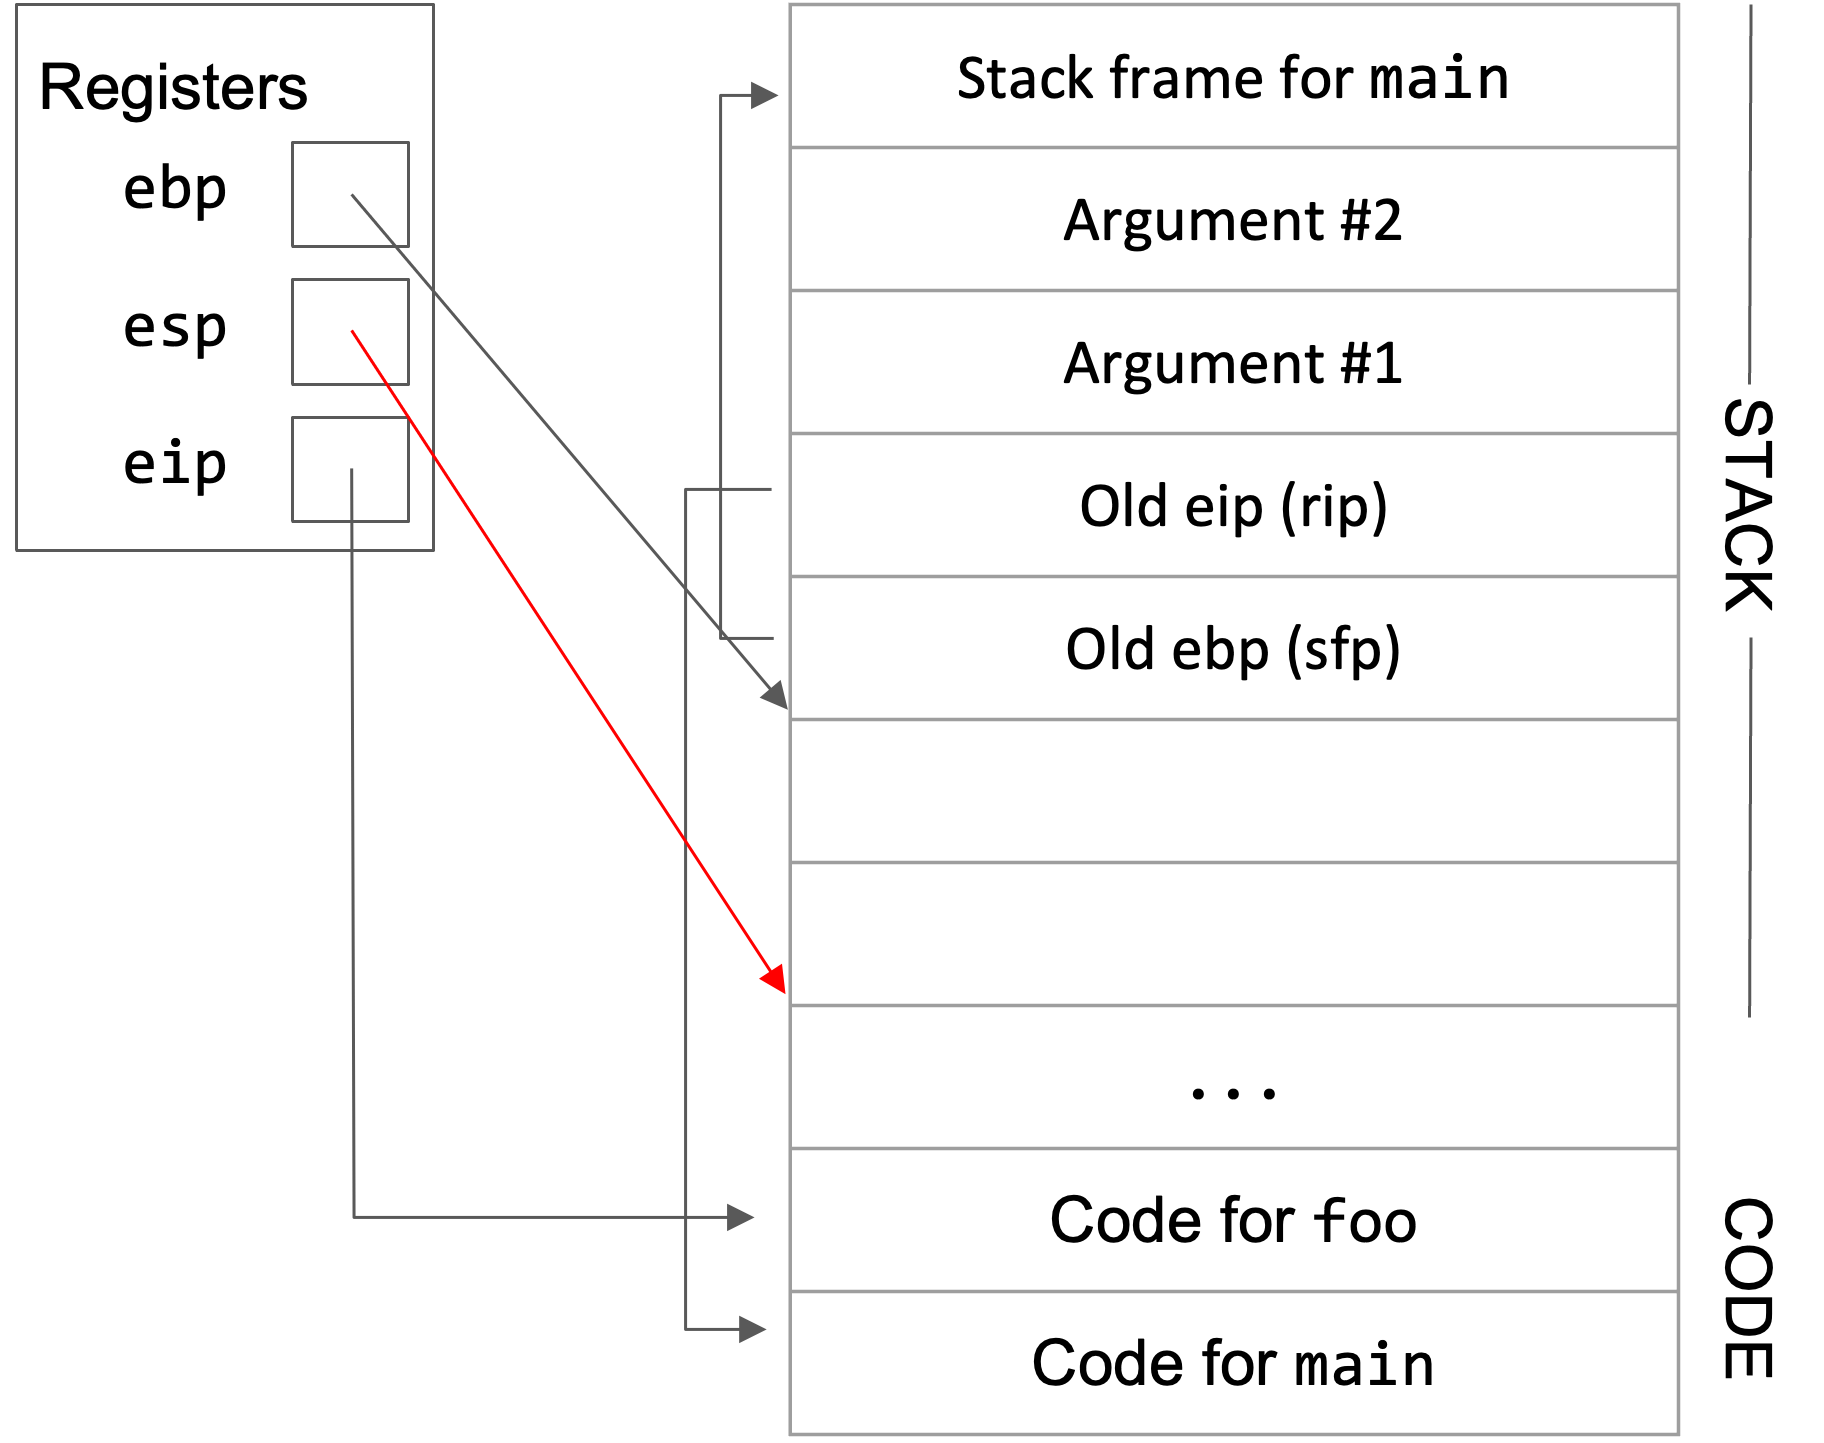 Registers
ebp
esp
eip
Stack frame for main
Argument #2
Argument #1
Old eip (rip)
Old ebp (sfp)
...
Code for foo
Code for main
STACK
CODE